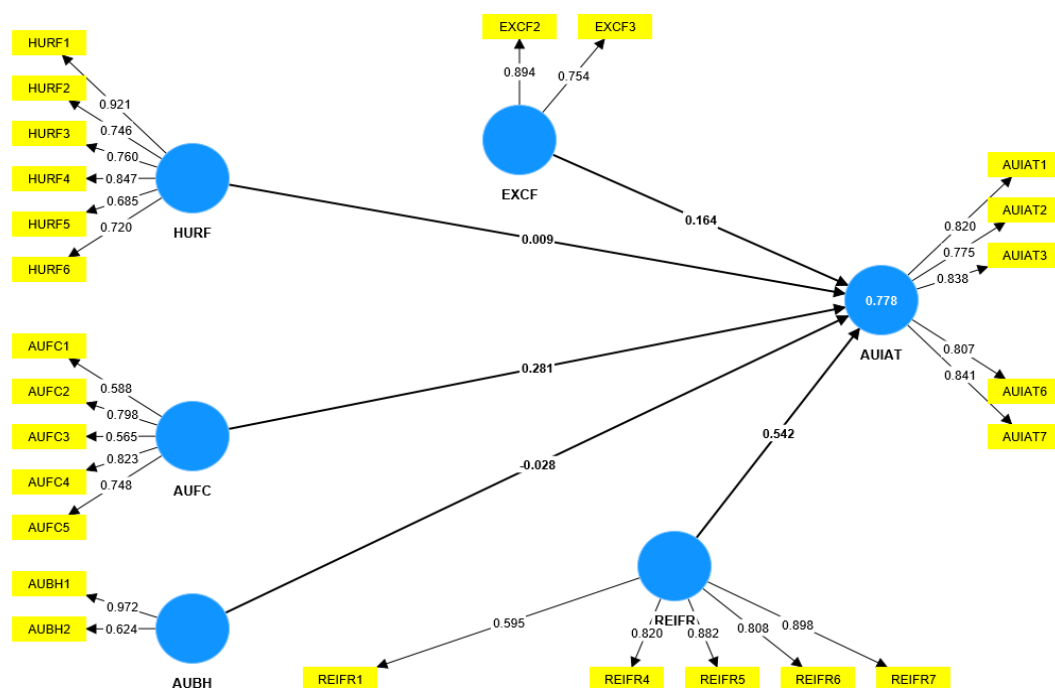 EXCF2
EXCF3
0.894
0.754
EXCF
HURF1
HURF2
HURF3
HURF4
HURF5
HURF6
0.921
0.746
0.760
0.847
0.685
0.720
HURF
0.164
0.009
AUIAT1
AUIAT2
AUIAT3
AUIAT6
AUIAT7
0.820
0.775
0.838
0.807
0.841
0.778
AUIAT
AUFC1
AUFC2
AUFC3
AUFC4
AUFC5
0.588
0.798
0.565
0.823
0.748
AUFC
0.281
-0.028
0.542
AUBH1
AUBH2
0.972
0.624
AUBH
REIFR
0.595
0.820
0.882
0.808
0.898
REIFR1
REIFR4
REIFR5
REIFR6
REIFR7